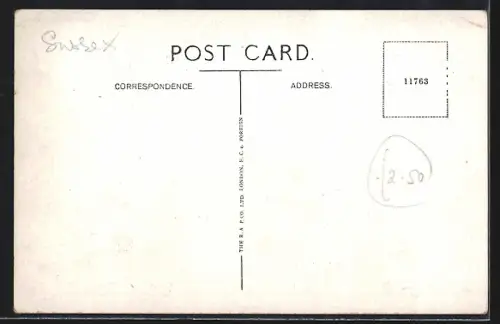 Sussex
POST CARD.
CORRESPONDENCE.
ADDRESS.
11763
THE R.A P.CO. LTD. LONDON, E.C.4. FOREIGN
2.50